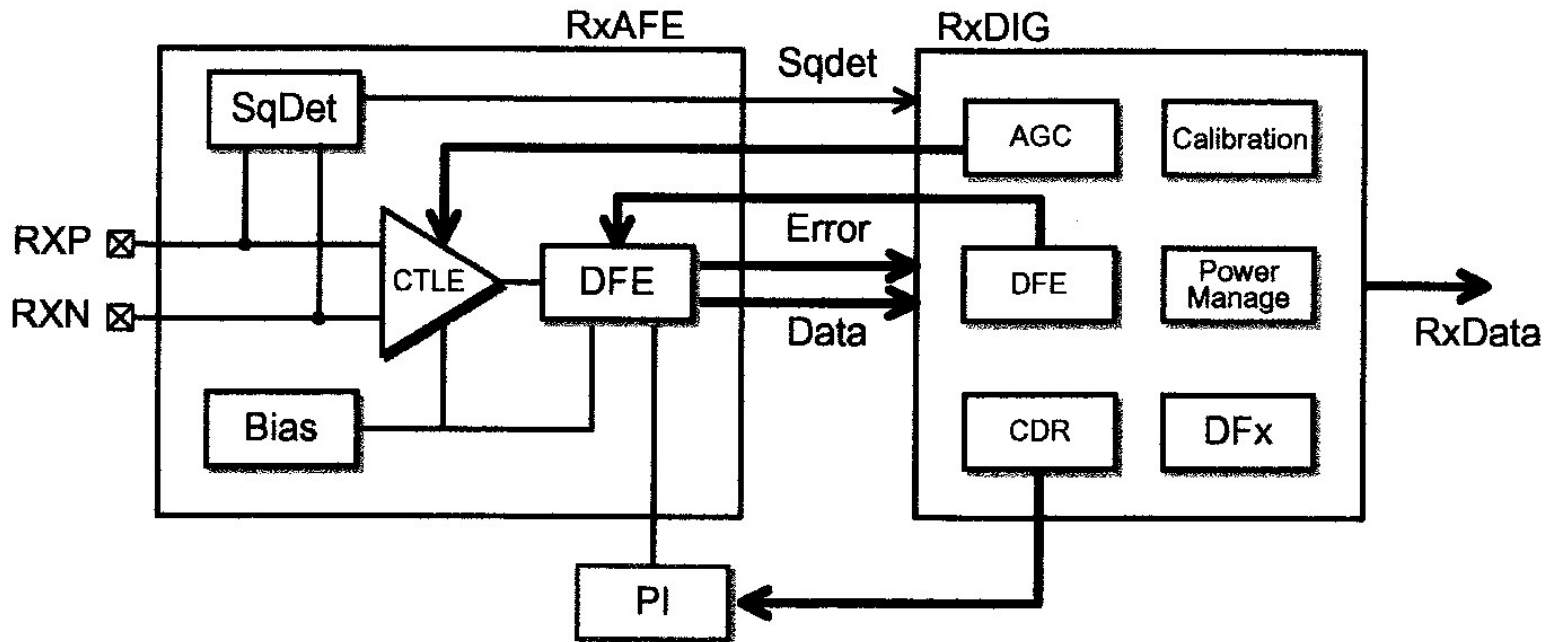 RxAFE
RxDIG
Sqdet
SqDet
AGC
Calibration
RXP
Error
CTLE
DFE
DFE
Power
Manage
RXN
Data
RxData
Bias
CDR
DFx
PI